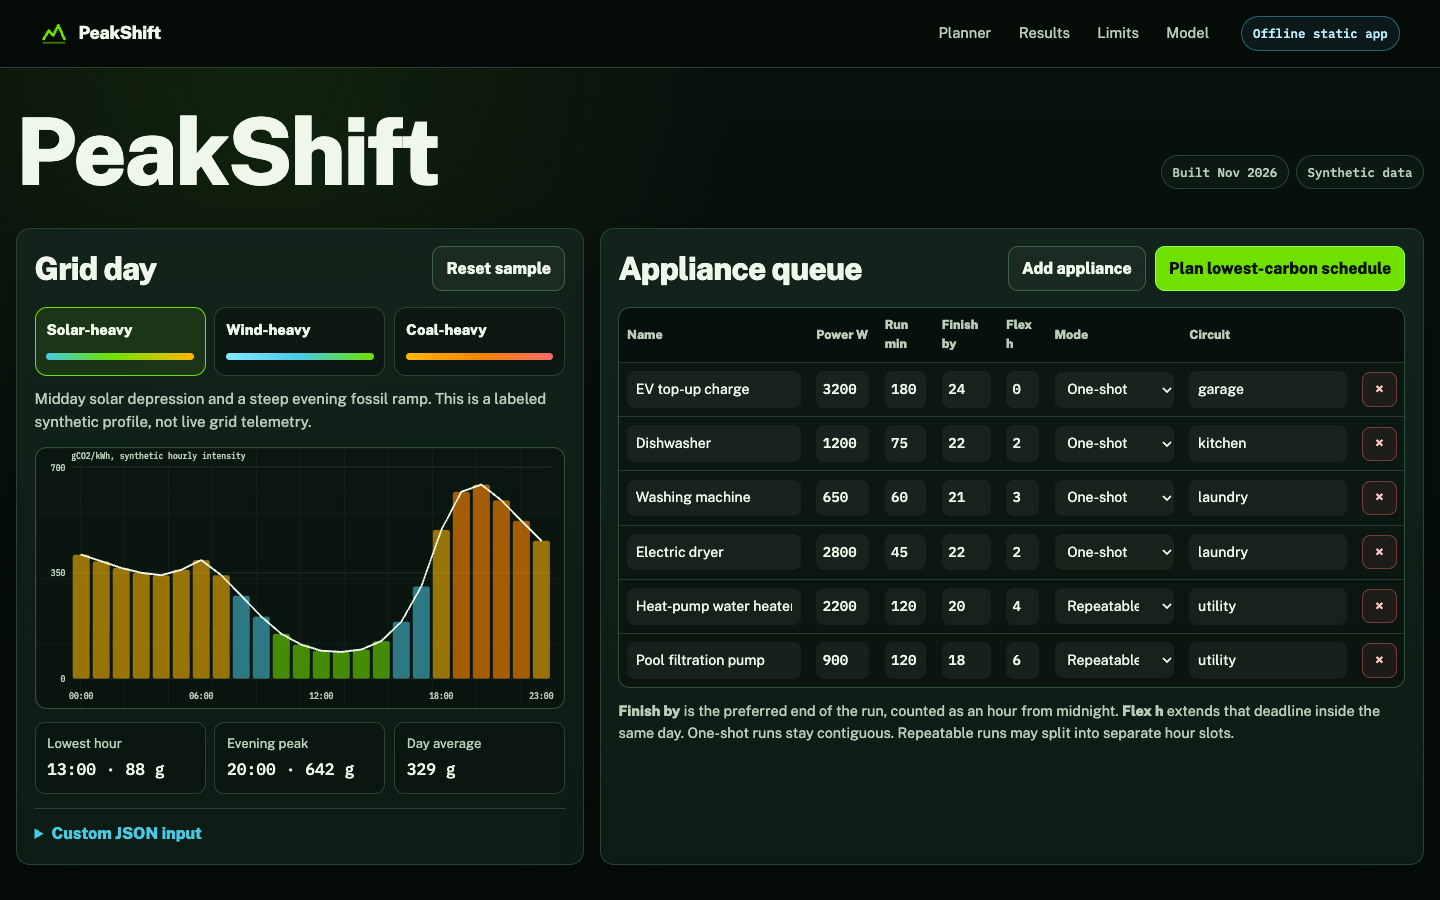 PeakShift
Planner
Results
Limits
Model
Offline static app
PeakShift
Built Nov 2026
Synthetic data
Grid day
Reset sample
Solar-heavy
Wind-heavy
Coal-heavy
Midday solar depression and a steep evening fossil ramp. This is a labeled
synthetic profile, not live grid telemetry.
gCO2/kWh, synthetic hourly intensity
700
350
0
00:00
06:00
12:00
18:00
23:00
Lowest hour
13:00 · 88 g
Evening peak
20:00 · 642 g
Day average
329 g
Custom JSON input
Appliance queue
Add appliance
Plan lowest-carbon schedule
Name
Power W
Run
min
Finish
by
Flex
h
Mode
Circuit
EV top-up charge
3200
180
24
0
One-shot
garage
×
Dishwasher
1200
75
22
2
One-shot
kitchen
×
Washing machine
650
60
21
3
One-shot
laundry
×
Electric dryer
2800
45
22
2
One-shot
laundry
×
Heat-pump water heater
2200
120
20
4
Repeatable
utility
×
Pool filtration pump
900
120
18
6
Repeatable
utility
×
Finish by is the preferred end of the run, counted as an hour from midnight. Flex h extends that deadline inside the
same day. One-shot runs stay contiguous. Repeatable runs may split into separate hour slots.